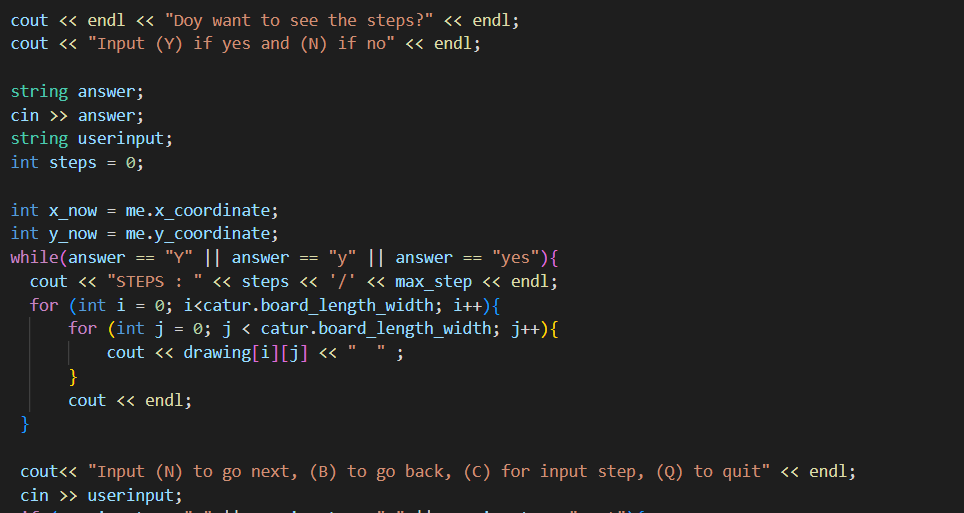 cout << endl << "Doy want to see the steps?" << endl;
cout << "Input (Y) if yes and (N) if no" << endl;
string answer;
cin >> answer;
string userinput;
int steps = 0;
int x_now = me.x_coordinate;
int y_now = me.y_coordinate;
while(answer == "Y" || answer == "y" || answer == "yes"){
cout << "STEPS : " << steps << '/' << max_step << endl;
for (int i = 0; i<catur.board_length_width; i++){
for (int j = 0; j < catur.board_length_width; j++){
cout << drawing[i][j] << "  " ;
}
cout << endl;
}
cout<< "Input (N) to go next, (B) to go back, (C) for input step, (Q) to quit" << endl;
cin >> userinput;